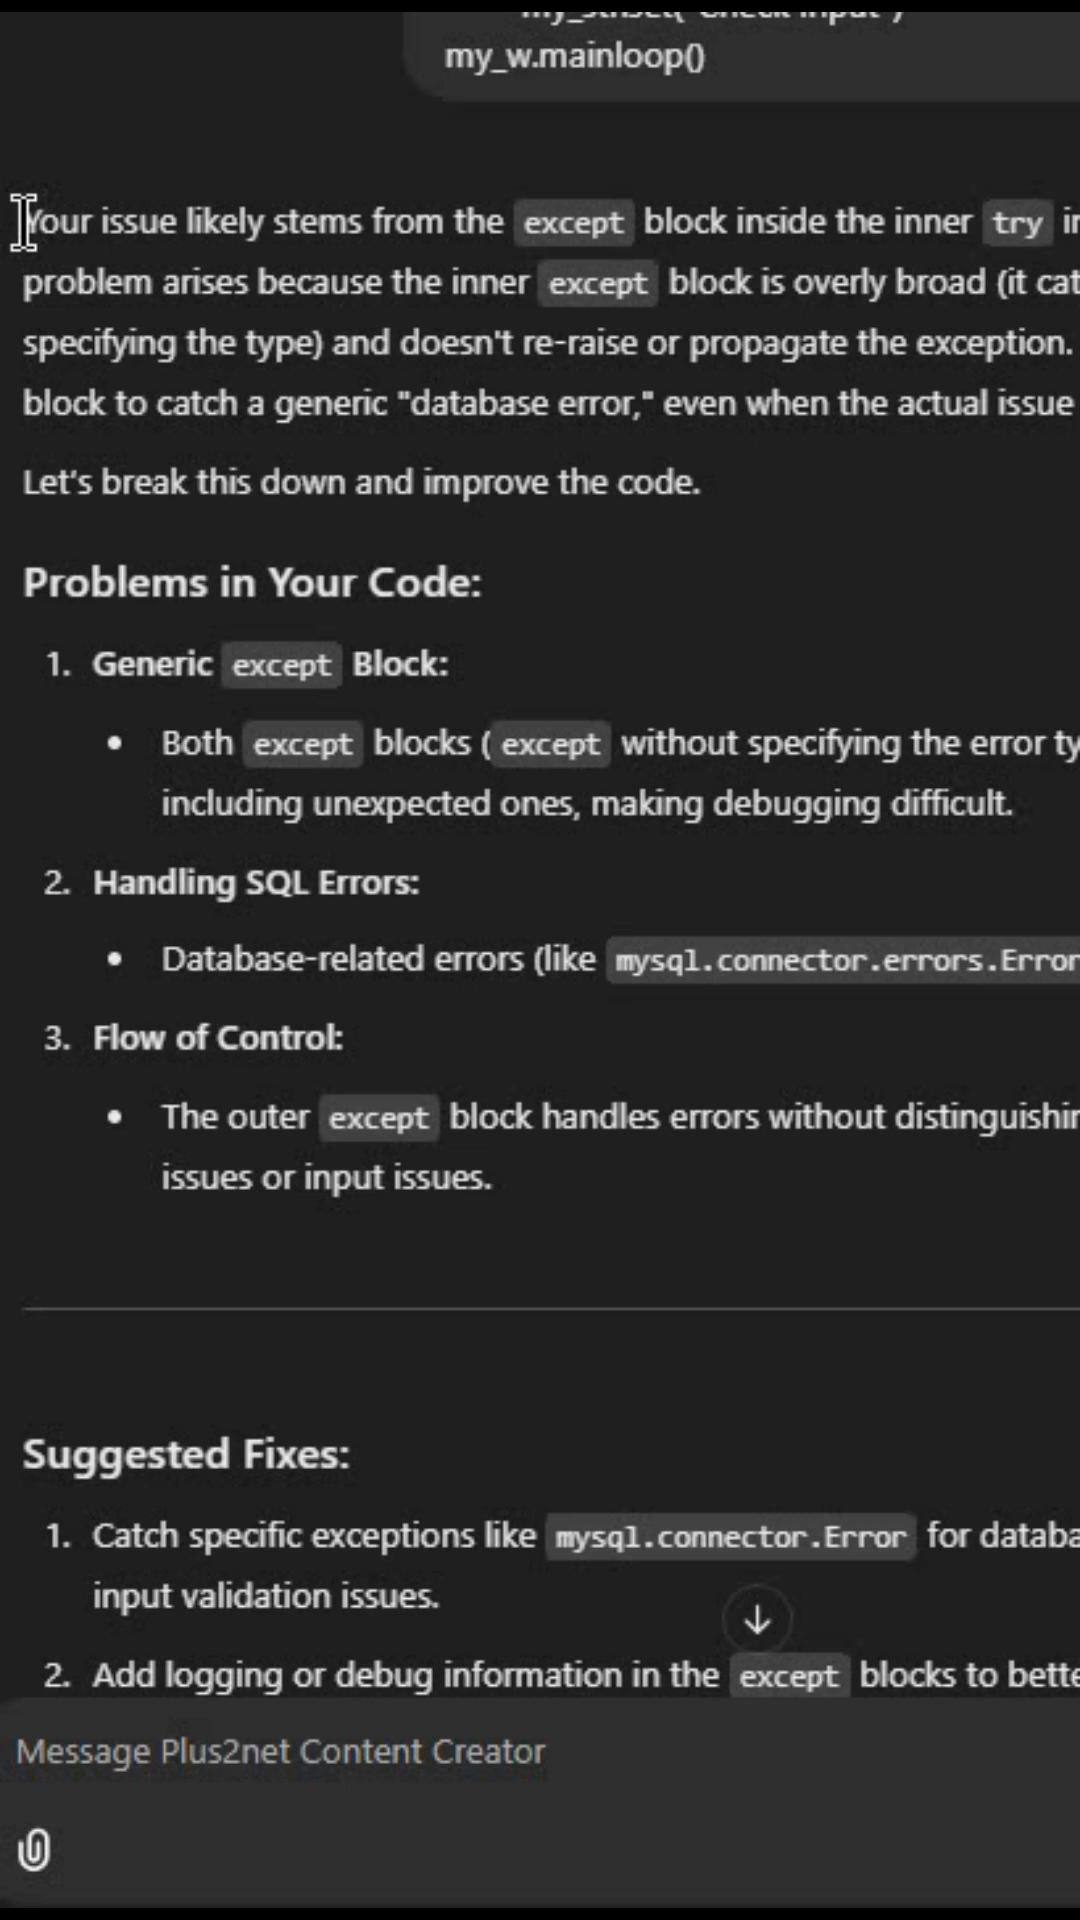 my_w.mainloop()
Your issue likely stems from the except block inside the inner try
problem arises because the inner except block is overly broad (it
specifying the type) and doesn't re-raise or propagate the exception.
block to catch a generic "database error," even when the actual issue
Let's break this down and improve the code.
Problems in Your Code:
1. Generic except Block:
• Both except blocks (except without specifying the error
including unexpected ones, making debugging difficult.
2. Handling SQL Errors:
• Database-related errors (like mysql.connector.errors.Error
3. Flow of Control:
• The outer except block handles errors without
issues or input issues.
Suggested Fixes:
1. Catch specific exceptions like mysql.connector.Error for
input validation issues.
2. Add logging or debug information in the except blocks to
Message Plus2net Content Creator